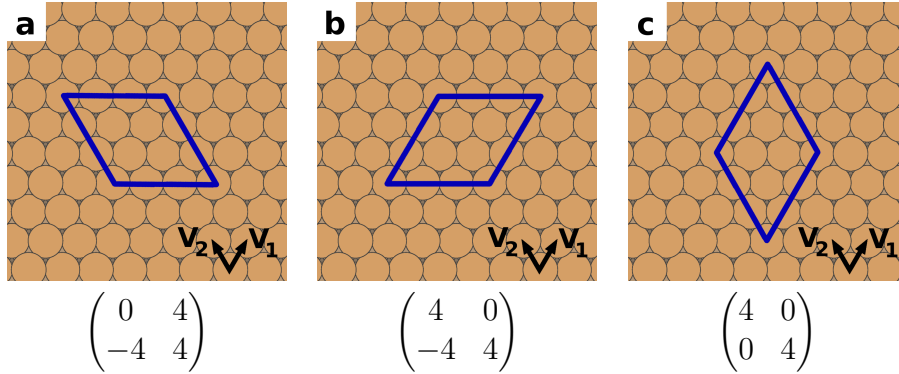 a b c
V2 V1 V2 V1 V2 V1
( 0 4 ) ( 4 0 ) ( 4 0 )
( −4 4 ) ( −4 4 ) ( 0 4 )